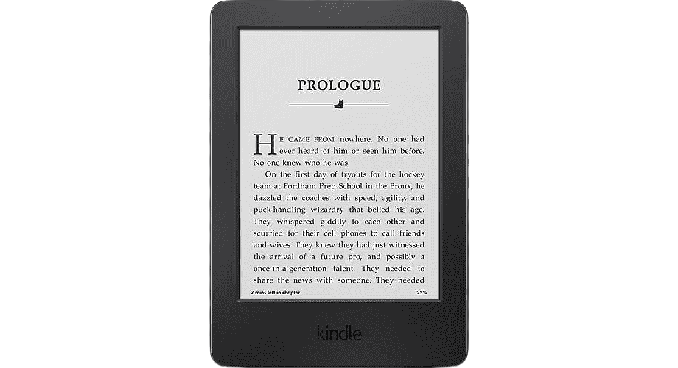 PROLOGUE
HE CAME FROM nowhere. No one had
ever heard of him or seen him before.
No one knew who he was.
On the first day of tryouts for the hockey
team at Fordham Prep School in the Bronx, he
dazzled the coaches with speed, agility, and
puck-handling wizardry that belied his age.
They whispered giddily to each other and
scurried for their cell phones to call friends
and wives. They knew they had just witnessed
the arrival of a future pro, and possibly a
once-in-a-generation talent. They needed to
share the news with someone. They needed
kindle